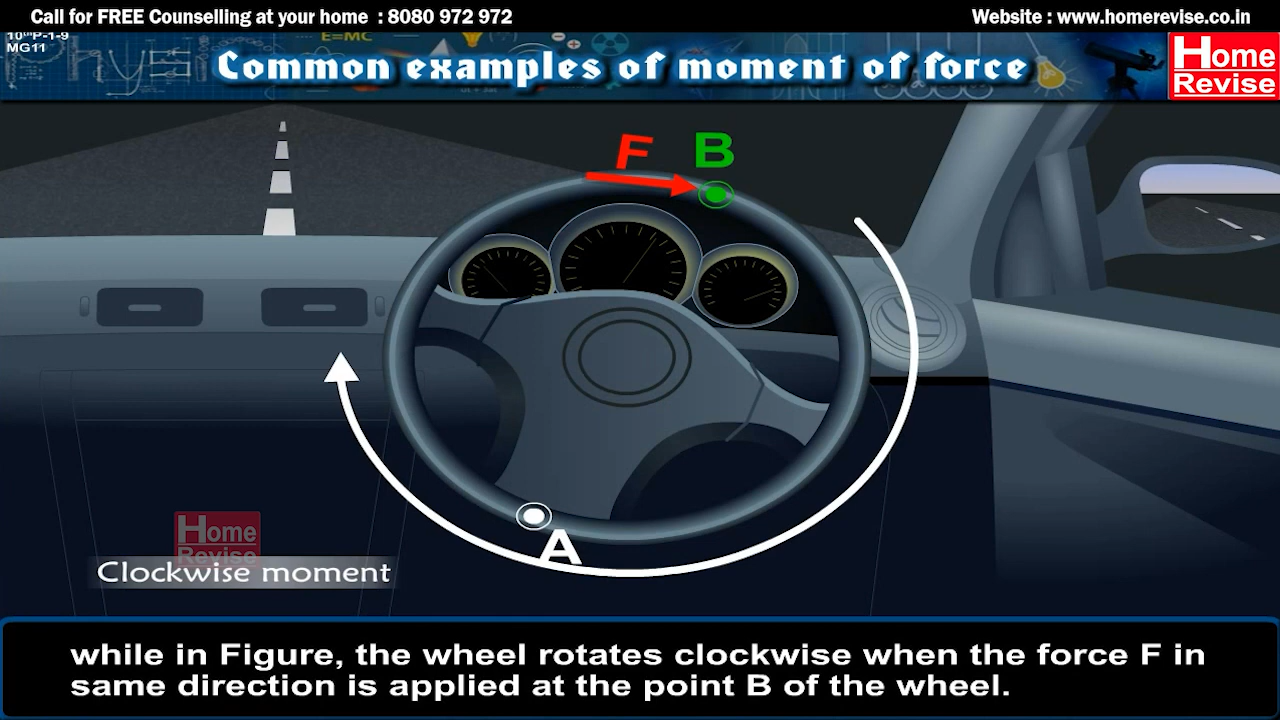 Call for FREE Counselling at your home : 8080 972 972
Website : www.homerevise.co.in
10thP-1-9
MG11
E=MC
Common examples of moment of force
Home
Revise
F
B
A
Home
Revise
Clockwise moment
while in Figure, the wheel rotates clockwise when the force F in
same direction is applied at the point B of the wheel.